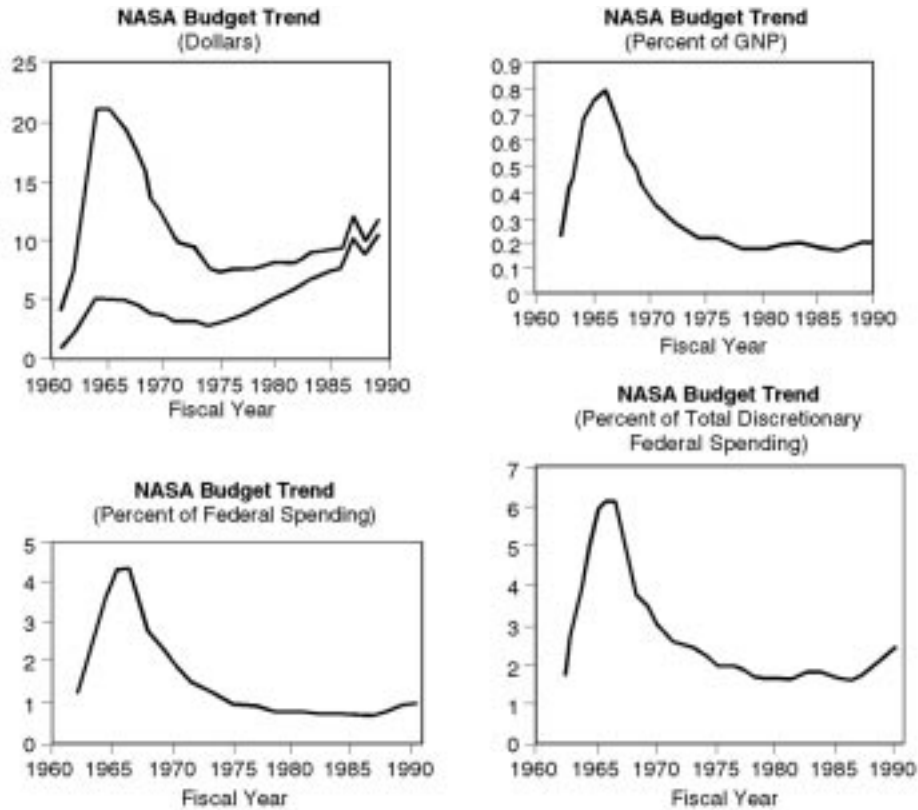 NASA Budget Trend
(Dollars)
25
20
15
10
5
0
1960 1965 1970 1975 1980 1985 1990
Fiscal Year
NASA Budget Trend
(Percent of GNP)
0.9
0.8
0.7
0.6
0.5
0.4
0.3
0.2
0.1
0
1960 1965 1970 1975 1980 1985 1990
Fiscal Year
NASA Budget Trend
(Percent of Federal Spending)
5
4
3
2
1
0
1960 1965 1970 1975 1980 1985 1990
Fiscal Year
NASA Budget Trend
(Percent of Total Discretionary
Federal Spending)
7
6
5
4
3
2
1
0
1960 1965 1970 1975 1980 1985 1990
Fiscal Year